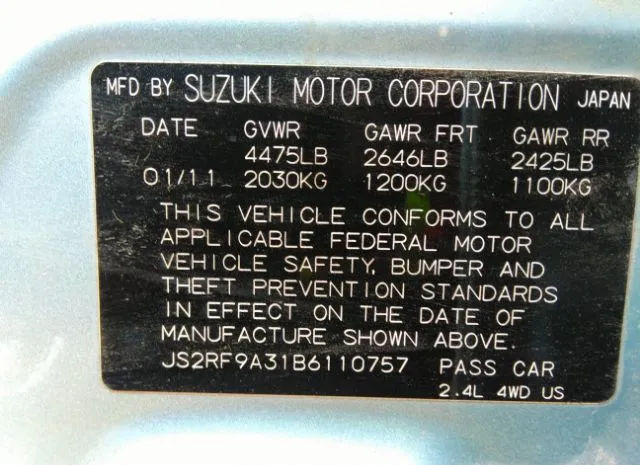 MFD BY SUZUKI MOTOR CORPORATION JAPAN
DATE GVWR GAWR FRT GAWR RR
4475LB 2646LB 2425LB
01/11 2030KG 1200KG 1100KG
THIS VEHICLE CONFORMS TO ALL
APPLICABLE FEDERAL MOTOR
VEHICLE SAFETY, BUMPER AND
THEFT PREVENTION STANDARDS
IN EFFECT ON THE DATE OF
MANUFACTURE SHOWN ABOVE.
JS2RF9A31B6110757 PASS CAR
2.4L 4WD US